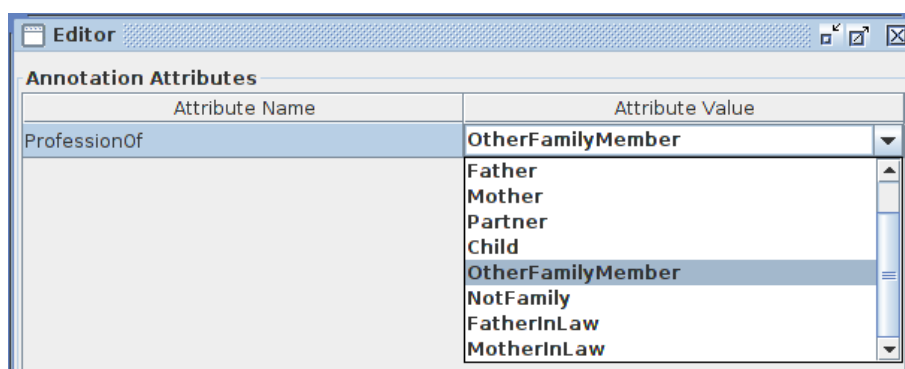 Editor
Annotation Attributes
Attribute Name Attribute Value
ProfessionOf OtherFamilyMember
Father
Mother
Partner
Child
OtherFamilyMember
NotFamily
FatherInLaw
MotherInLaw